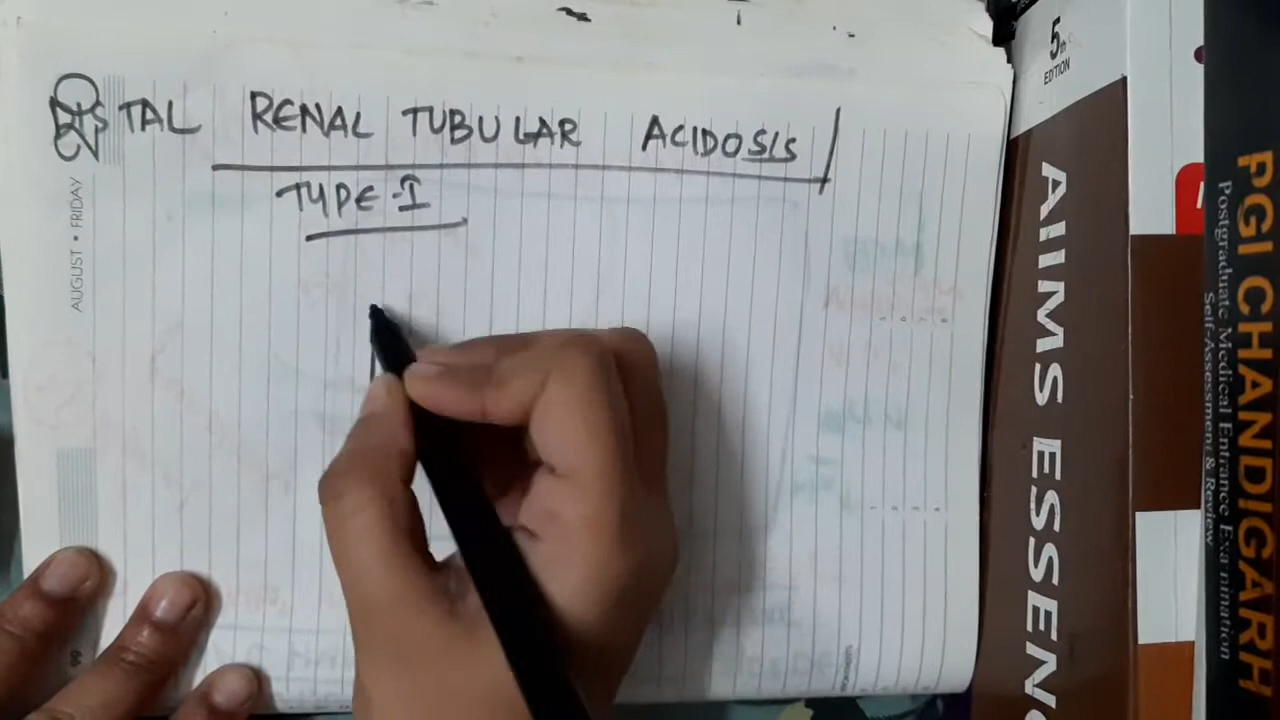 DISTAL RENAL TUBULAR ACIDOSIS
TYPE-I
AUGUST • FRIDAY
5th
EDITION
AIIMS ESSEN
PGI CHANDIGARH
Postgraduate Medical Entrance Examination
Self-Assessment & Review